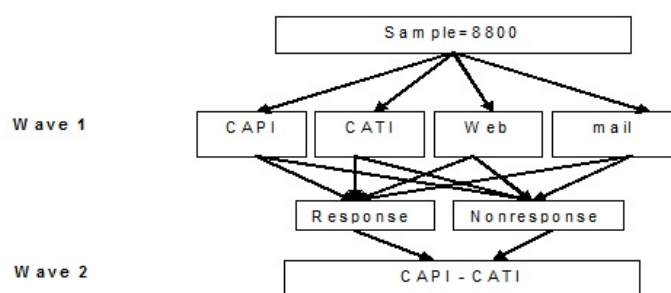 Sample=8800
Wave 1
CAPI CATI Web mail
Response Nonresponse
Wave 2
CAPI - CATI